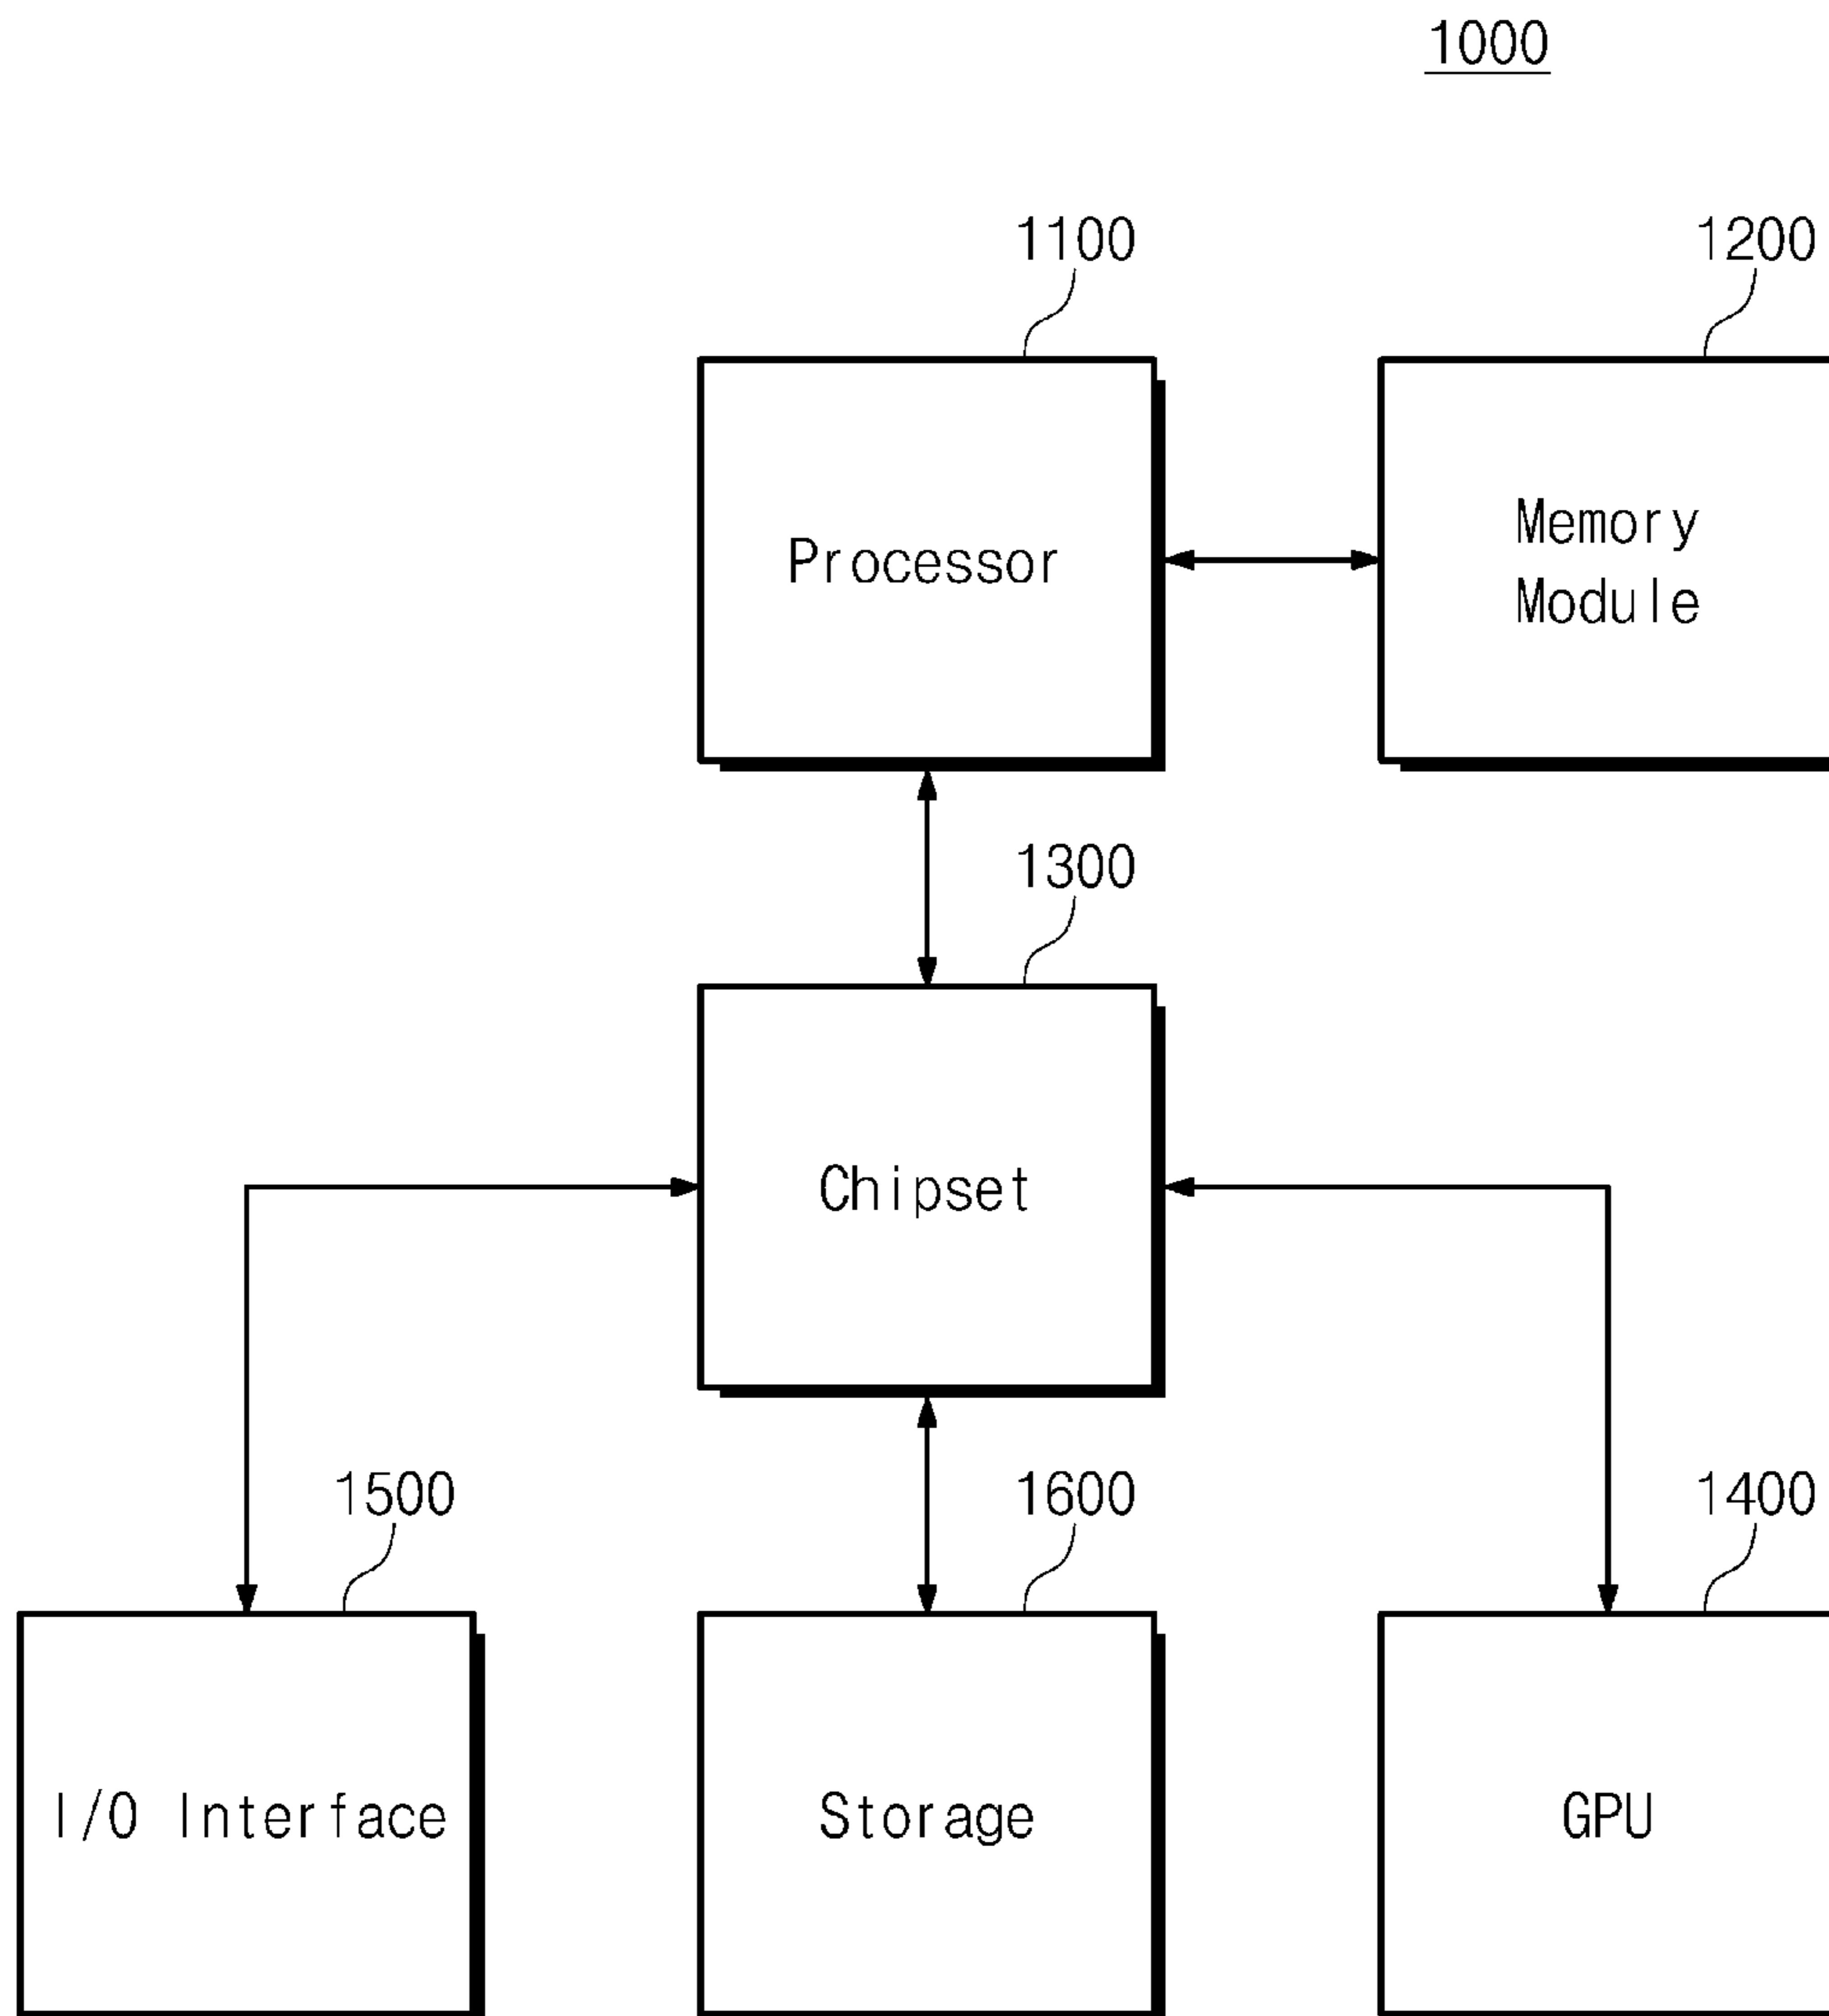 1000
1100
1200
Processor
Memory
Module
1300
Chipset
1500
1600
1400
I/O Interface
Storage
GPU